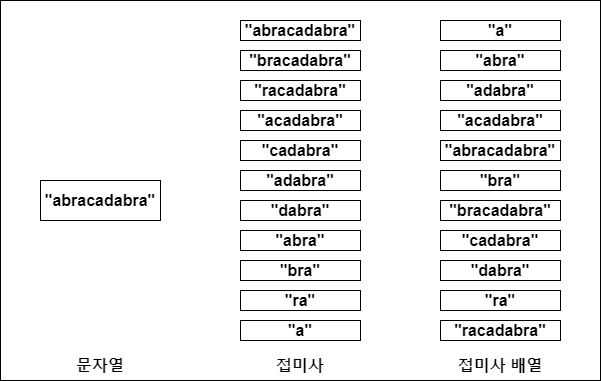 "abracadabra" "a"
"bracadabra" "abra"
"racadabra" "adabra"
"acadabra" "acadabra"
"cadabra" "abracadabra"
"adabra" "bra"
"abracadabra"
"dabra" "bracadabra"
"abra" "cadabra"
"bra" "dabra"
"ra" "ra"
"a" "racadabra"
문자열 접미사 접미사 배열